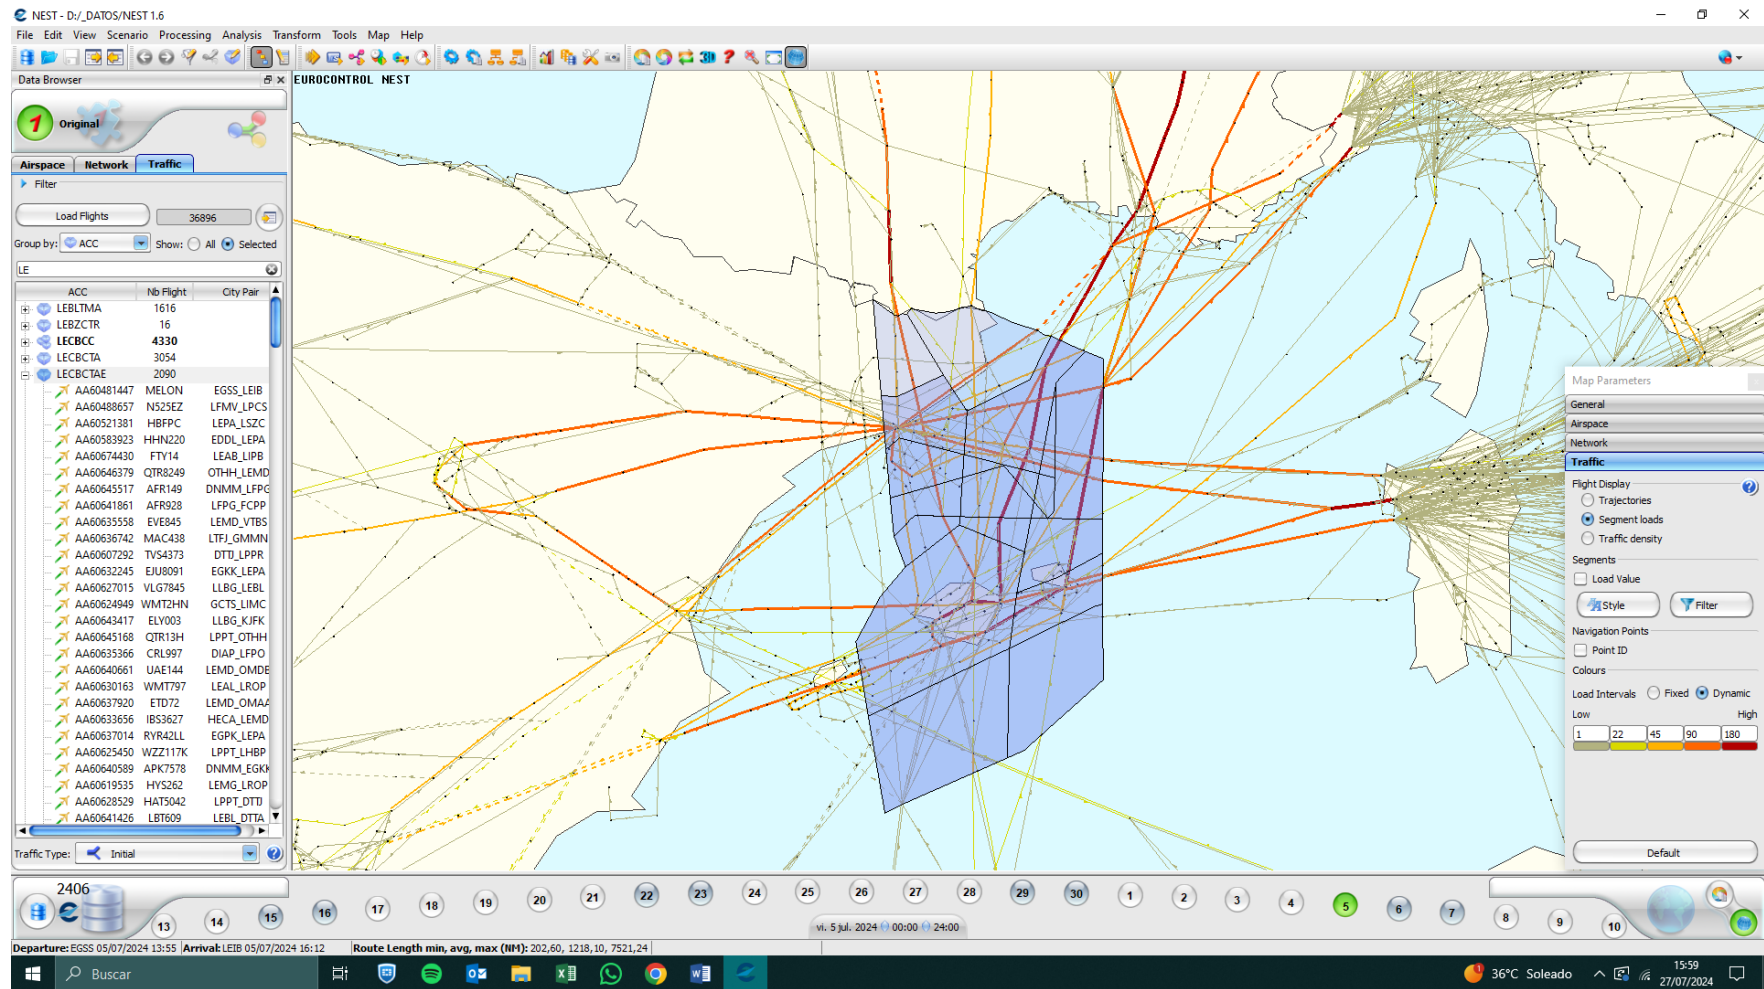 NEST - D:/_DATOS/NEST 1.6
File Edit View Scenario Processing Analysis Transform Tools Map Help
Data Browser
EUROCONTROL NEST
1 Original
Airspace Network Traffic
Filter
Load Flights 36896
Group by: ACC Show: All Selected
LE
ACC Nb Flight City Pair
LEBLTMA 1616
LEBZCTR 16
LECBCC 4330
LECBCTA 3054
LECBCTAE 2090
AA60481447 MELON EGSS_LEIB
AA60488657 N525EZ LFMV_LPCS
AA60521381 HBFPC LEPA_LSZC
AA60583923 HHN220 EDDL_LEPA
AA60674430 FTY14 LEAB_LIPB
AA60646379 QTR8249 OTHH_LEMD
AA60645517 AFR149 DNMM_LFPG
AA60641861 AFR928 LFPG_FCPP
AA60635558 EVE845 LEMD_VTBS
AA60636742 MAC438 LTFJ_GMMN
AA60607292 TVS4373 DTTJ_LPPR
AA60632245 EJU8091 EGKK_LEPA
AA60627015 VLG7845 LLBG_LEBL
AA60624949 WMT2HN GCTS_LIMC
AA60643417 ELY003 LLBG_KJFK
AA60645168 QTR13H LPPT_OTHH
AA60635366 CRL997 DIAP_LFPO
AA60640661 UAE144 LEMD_OMDB
AA60630163 WMT797 LEAL_LROP
AA60637920 ETD72 LEMD_OMAA
AA60633656 IBS3627 HECA_LEMD
AA60637014 RYR42LL EGPK_LEPA
AA60625450 WZZ117K LPPT_LHBP
AA60640589 APK7578 DNMM_EGKK
AA60619535 HYS262 LEMG_LROP
AA60628529 HAT5042 LPPT_DTTJ
AA60641426 LBT609 LEBL_DTTA
Traffic Type: Initial
Map Parameters
General
Airspace
Network
Traffic
Flight Display
Trajectories
Segment loads
Traffic density
Segments
Load Value
Style Filter
Navigation Points
Point ID
Colours
Load Intervals Fixed Dynamic
Low High
1 22 45 90 180
Default
2406
13 14 15 16 17 18 19 20 21 22 23 24 25 26 27 28 29 30 1 2 3 4 5 6 7 8 9 10
vi. 5 jul. 2024 00:00 24:00
Departure: EGSS 05/07/2024 13:55 Arrival: LEIB 05/07/2024 16:12 Route Length min, avg, max (NM): 202,60, 1218,10, 7521,24
Buscar
36°C Soleado
15:59
27/07/2024